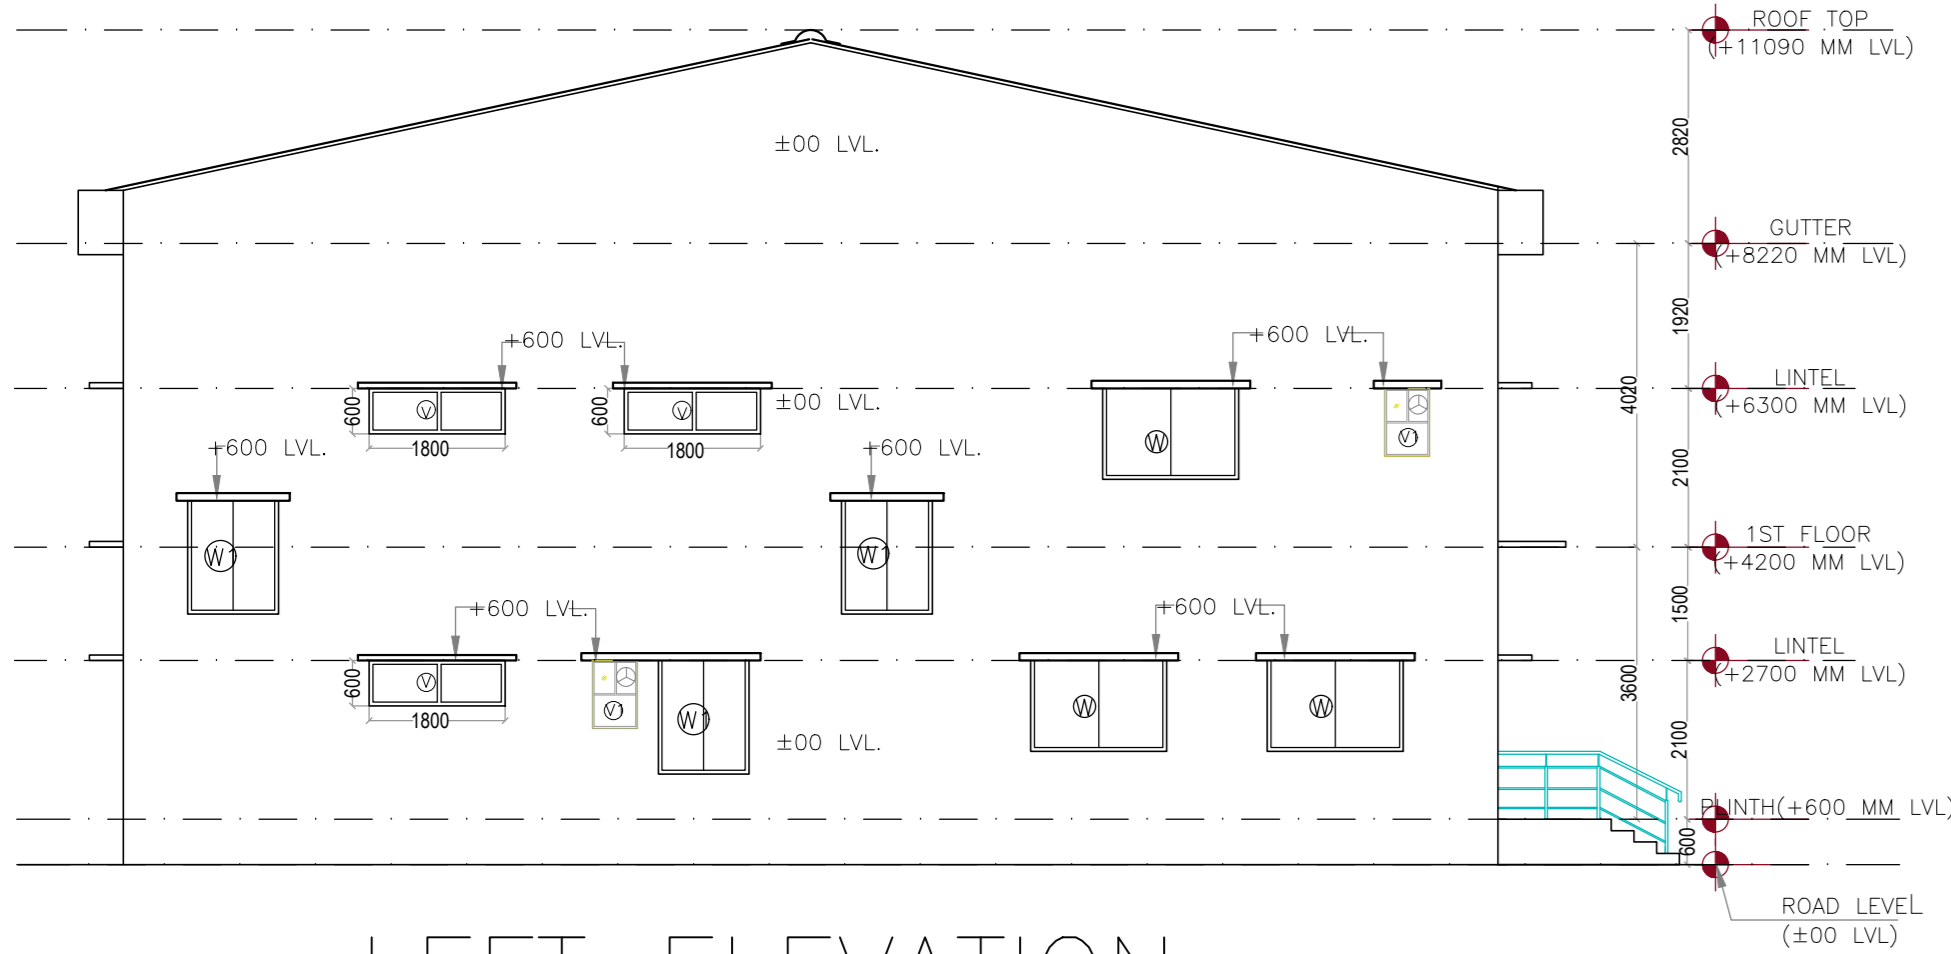 ROOF TOP
(+11090 MM LVL)
2820
±00 LVL.
GUTTER
(+8220 MM LVL)
1920
+600 LVL.
+600 LVL.
LINTEL
(+6300 MM LVL)
600
V
1800
600
V
1800
±00 LVL.
W
V1
4020
+600 LVL.
+600 LVL.
2100
W1
W1
1ST FLOOR
(+4200 MM LVL)
1500
+600 LVL.
+600 LVL.
LINTEL
(+2700 MM LVL)
600
V
1800
V1
W1
W
W
3600
±00 LVL.
2100
PLINTH(+600 MM LVL)
600
ROAD LEVEL
(±00 LVL)
LEFT ELEVATION